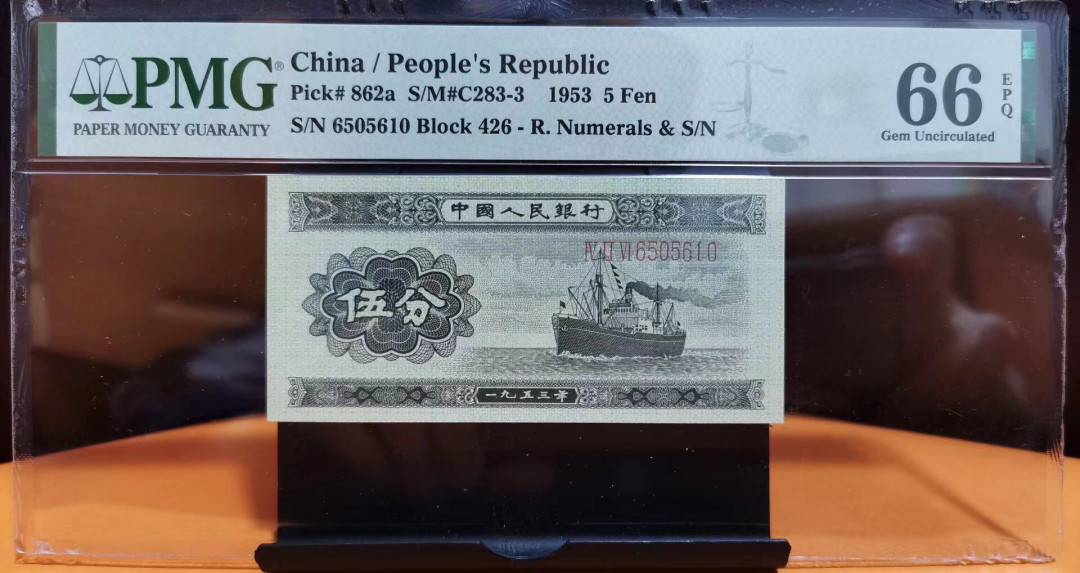 PMG®
PAPER MONEY GUARANTY
China / People's Republic
Pick# 862a S/M#C283-3 1953 5 Fen
S/N 6505610 Block 426 - R. Numerals & S/N
66
EPQ
Gem Uncirculated
中國人民銀行
Ⅳ Ⅱ Ⅵ 6505610
伍分
一九五三年